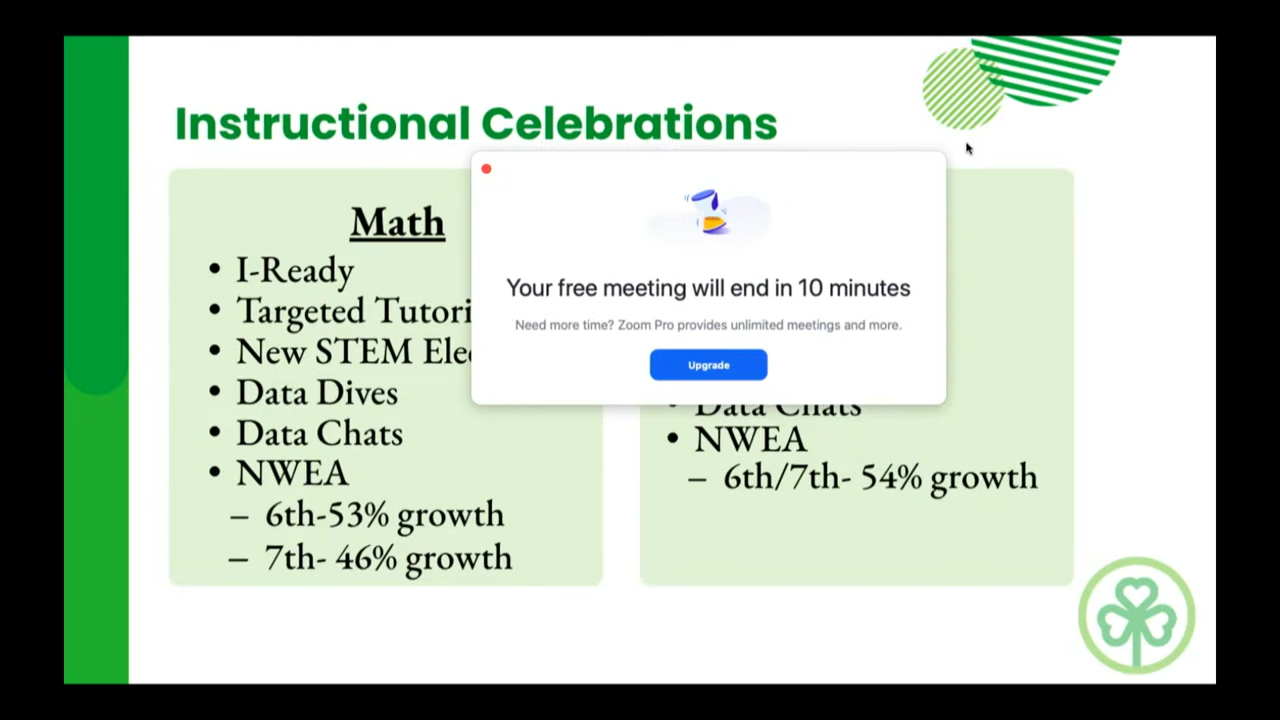 Instructional Celebrations
Math
• I-Ready
• Targeted Tutori
• New STEM Ele
• Data Dives
• Data Chats
• NWEA
– 6th-53% growth
– 7th- 46% growth
Your free meeting will end in 10 minutes
Need more time? Zoom Pro provides unlimited meetings and more.
Upgrade
• Data Chats
• NWEA
– 6th/7th- 54% growth